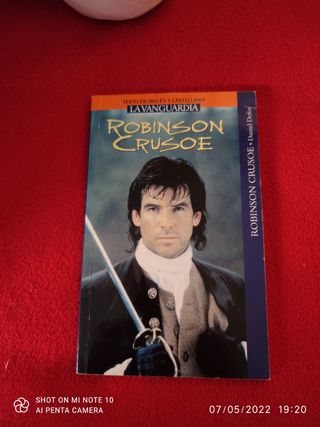 TEXTO EN INGLÉS Y CASTELLANO
LA VANGUARDIA
ROBINSON
CRUSOE
ROBINSON CRUSOE • Daniel Defoe
SHOT ON MI NOTE 10
AI PENTA CAMERA
07/05/2022 19:20